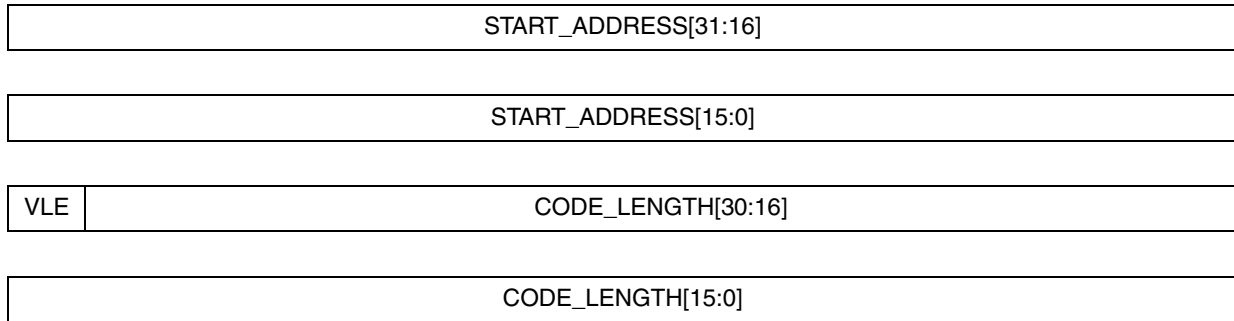 START_ADDRESS[31:16]
START_ADDRESS[15:0]
VLE CODE_LENGTH[30:16]
CODE_LENGTH[15:0]